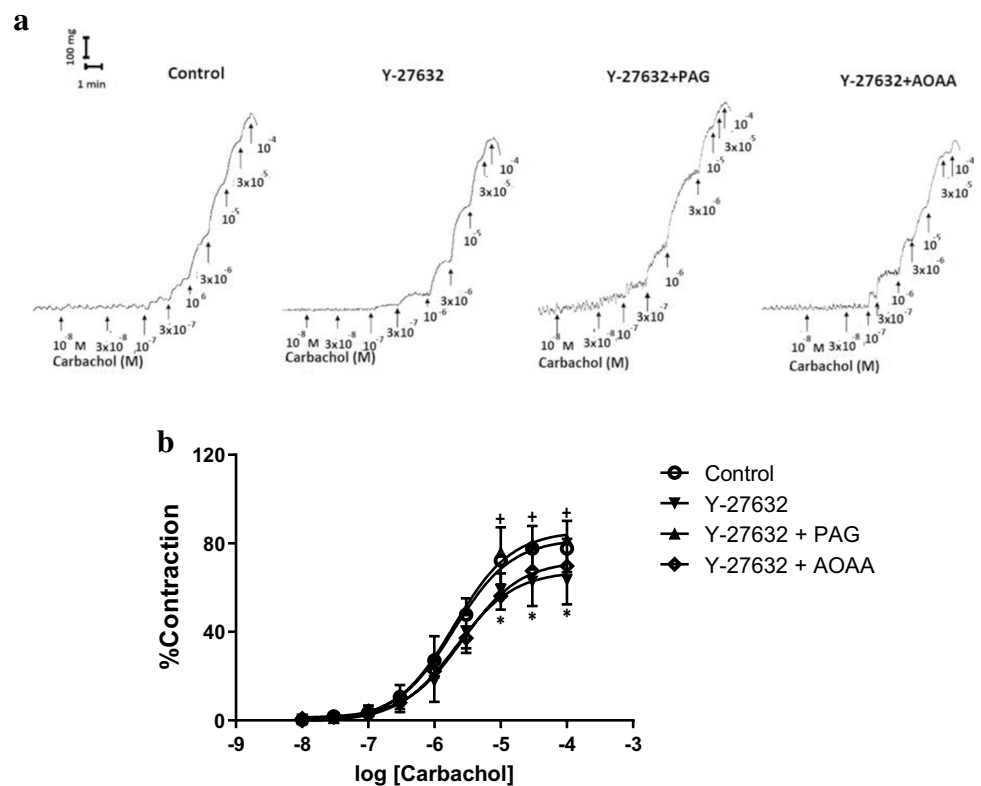 a
100 mg
1 min
Control
Y-27632
Y-27632+PAG
Y-27632+AOAA
10⁻⁴
3x10⁻⁵
10⁻⁵
3x10⁻⁶
10⁻⁶
3x10⁻⁷
10⁻⁸ M 3x10⁻⁸ 10⁻⁷
Carbachol (M)
10⁻⁴
3x10⁻⁵
10⁻⁵
3x10⁻⁶
10⁻⁶
3x10⁻⁷
10⁻⁸ M 3x10⁻⁸ 10⁻⁷
Carbachol (M)
10⁻⁴
3x10⁻⁵
10⁻⁵
3x10⁻⁶
10⁻⁶
3x10⁻⁷
10⁻⁸ M 3x10⁻⁸ 10⁻⁷
Carbachol (M)
10⁻⁴
3x10⁻⁵
10⁻⁵
3x10⁻⁶
10⁻⁶
3x10⁻⁷
10⁻⁸ M 3x10⁻⁸ 10⁻⁷
Carbachol (M)
b
%Contraction
120
80
40
0
+ + +
* * *
-9 -8 -7 -6 -5 -4 -3
log [Carbachol]
Control
Y-27632
Y-27632 + PAG
Y-27632 + AOAA